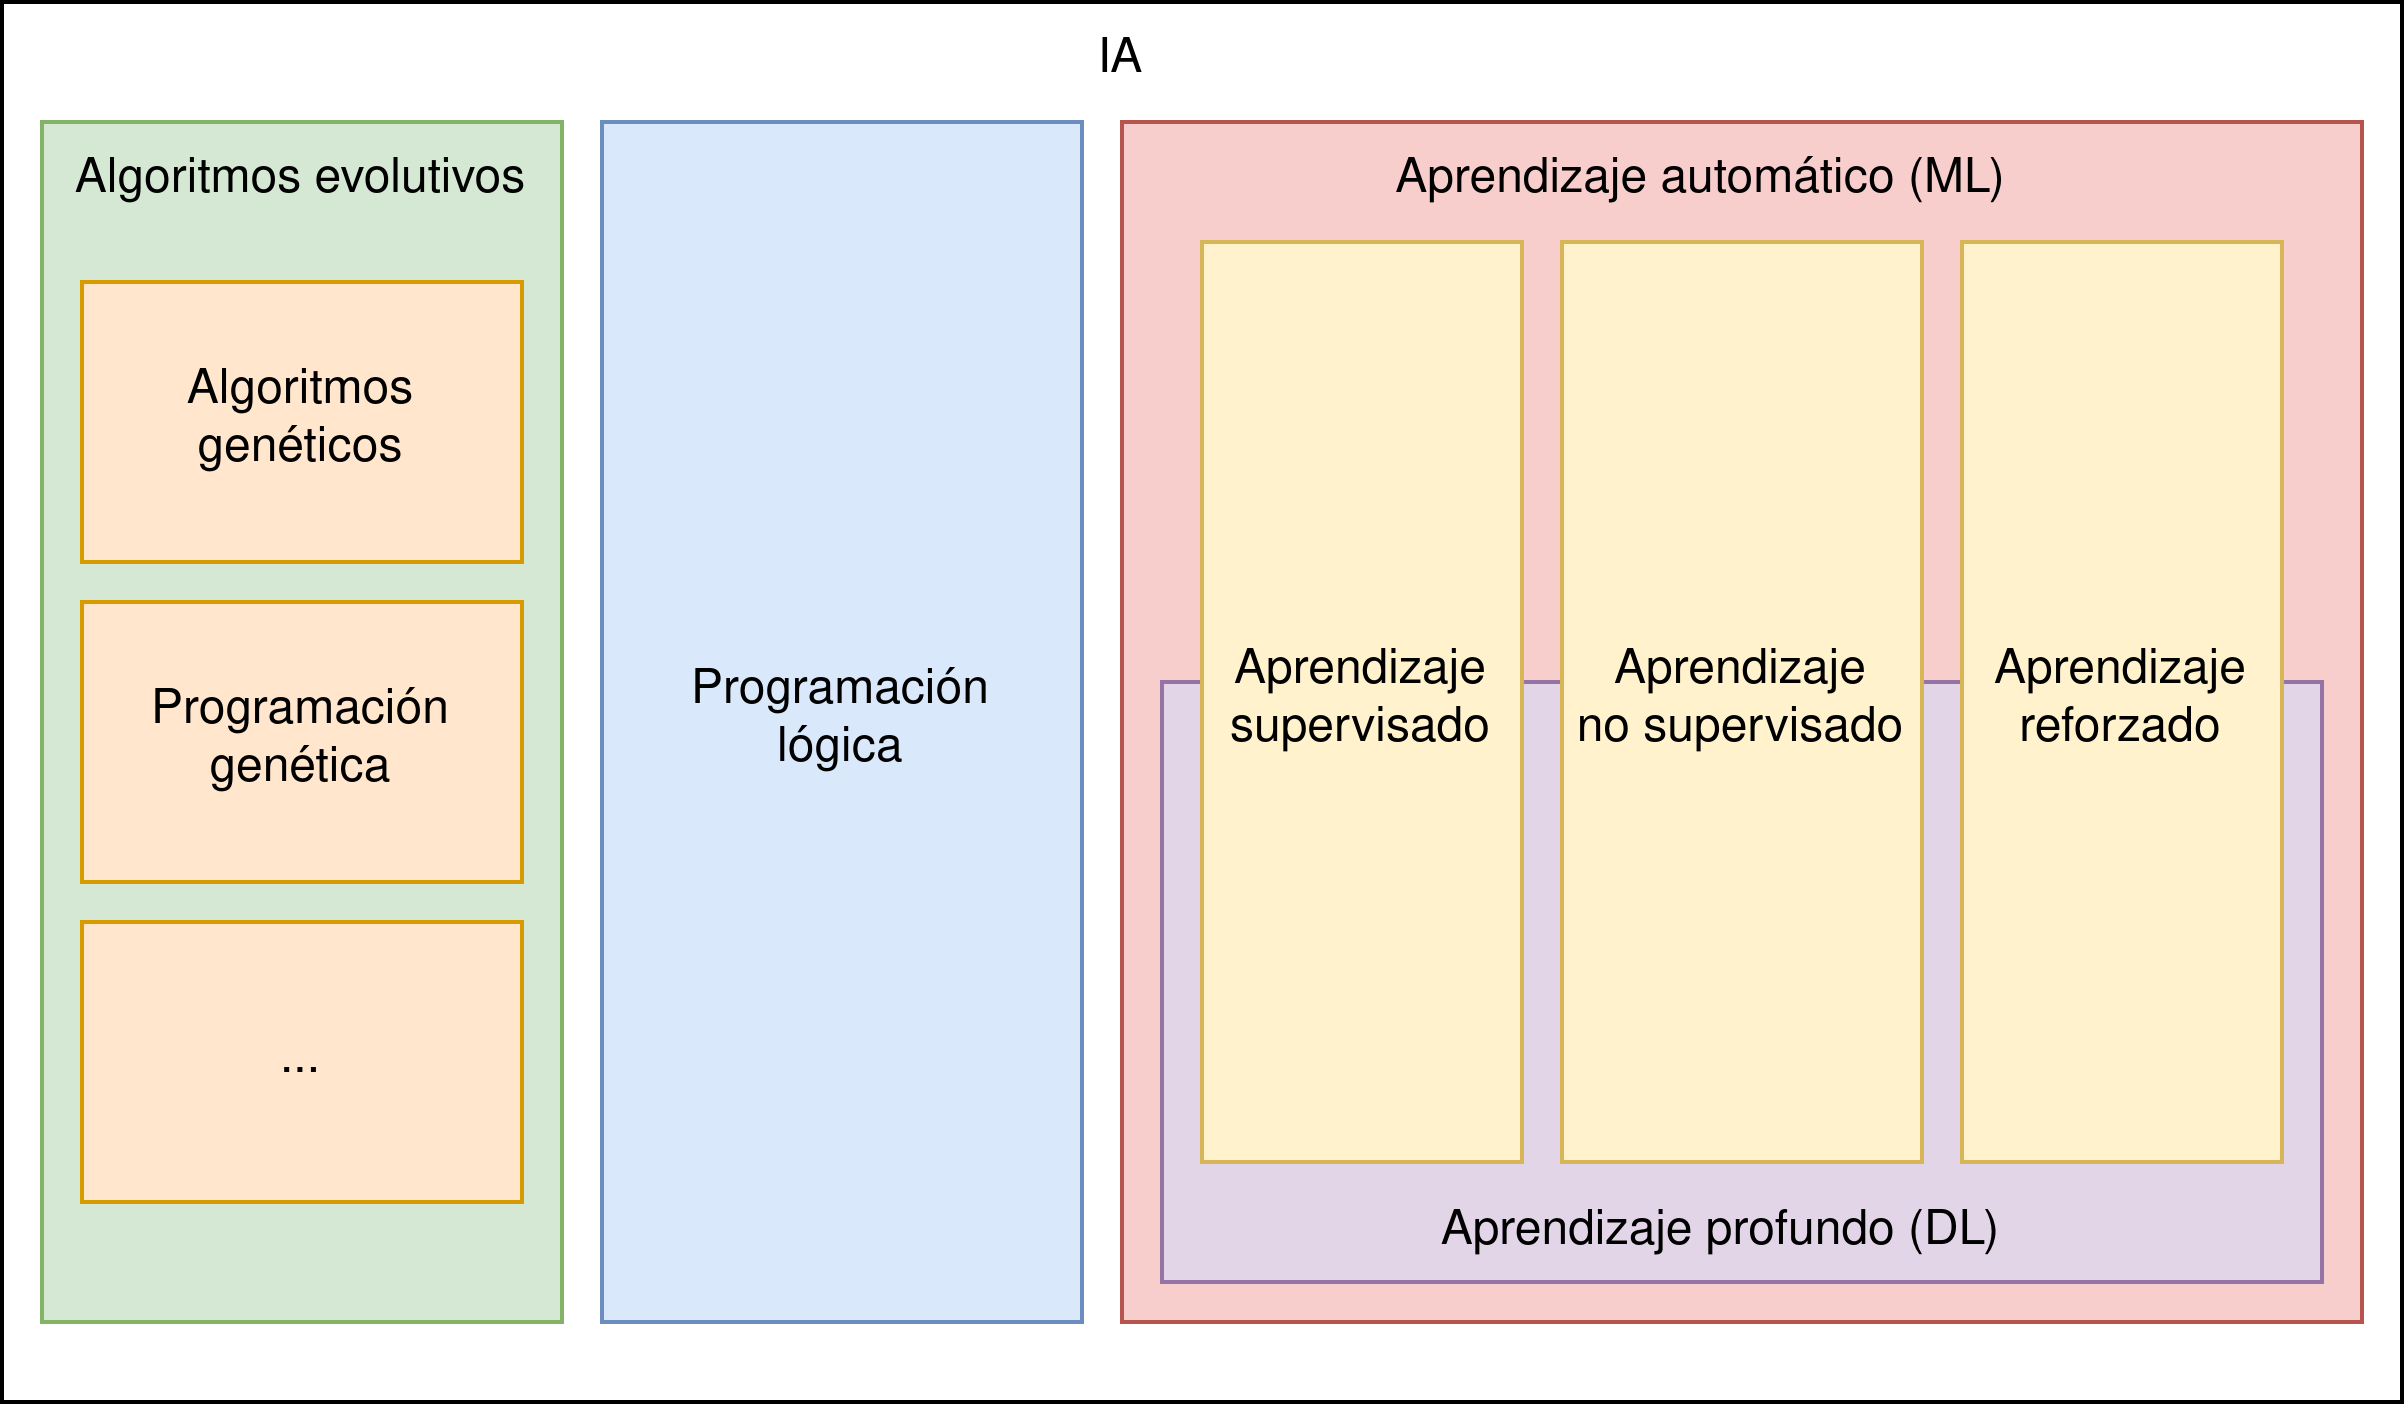 IA
Algoritmos evolutivos
Algoritmos
genéticos
Programación
genética
...
Programación
lógica
Aprendizaje automático (ML)
Aprendizaje
supervisado
Aprendizaje
no supervisado
Aprendizaje
reforzado
Aprendizaje profundo (DL)